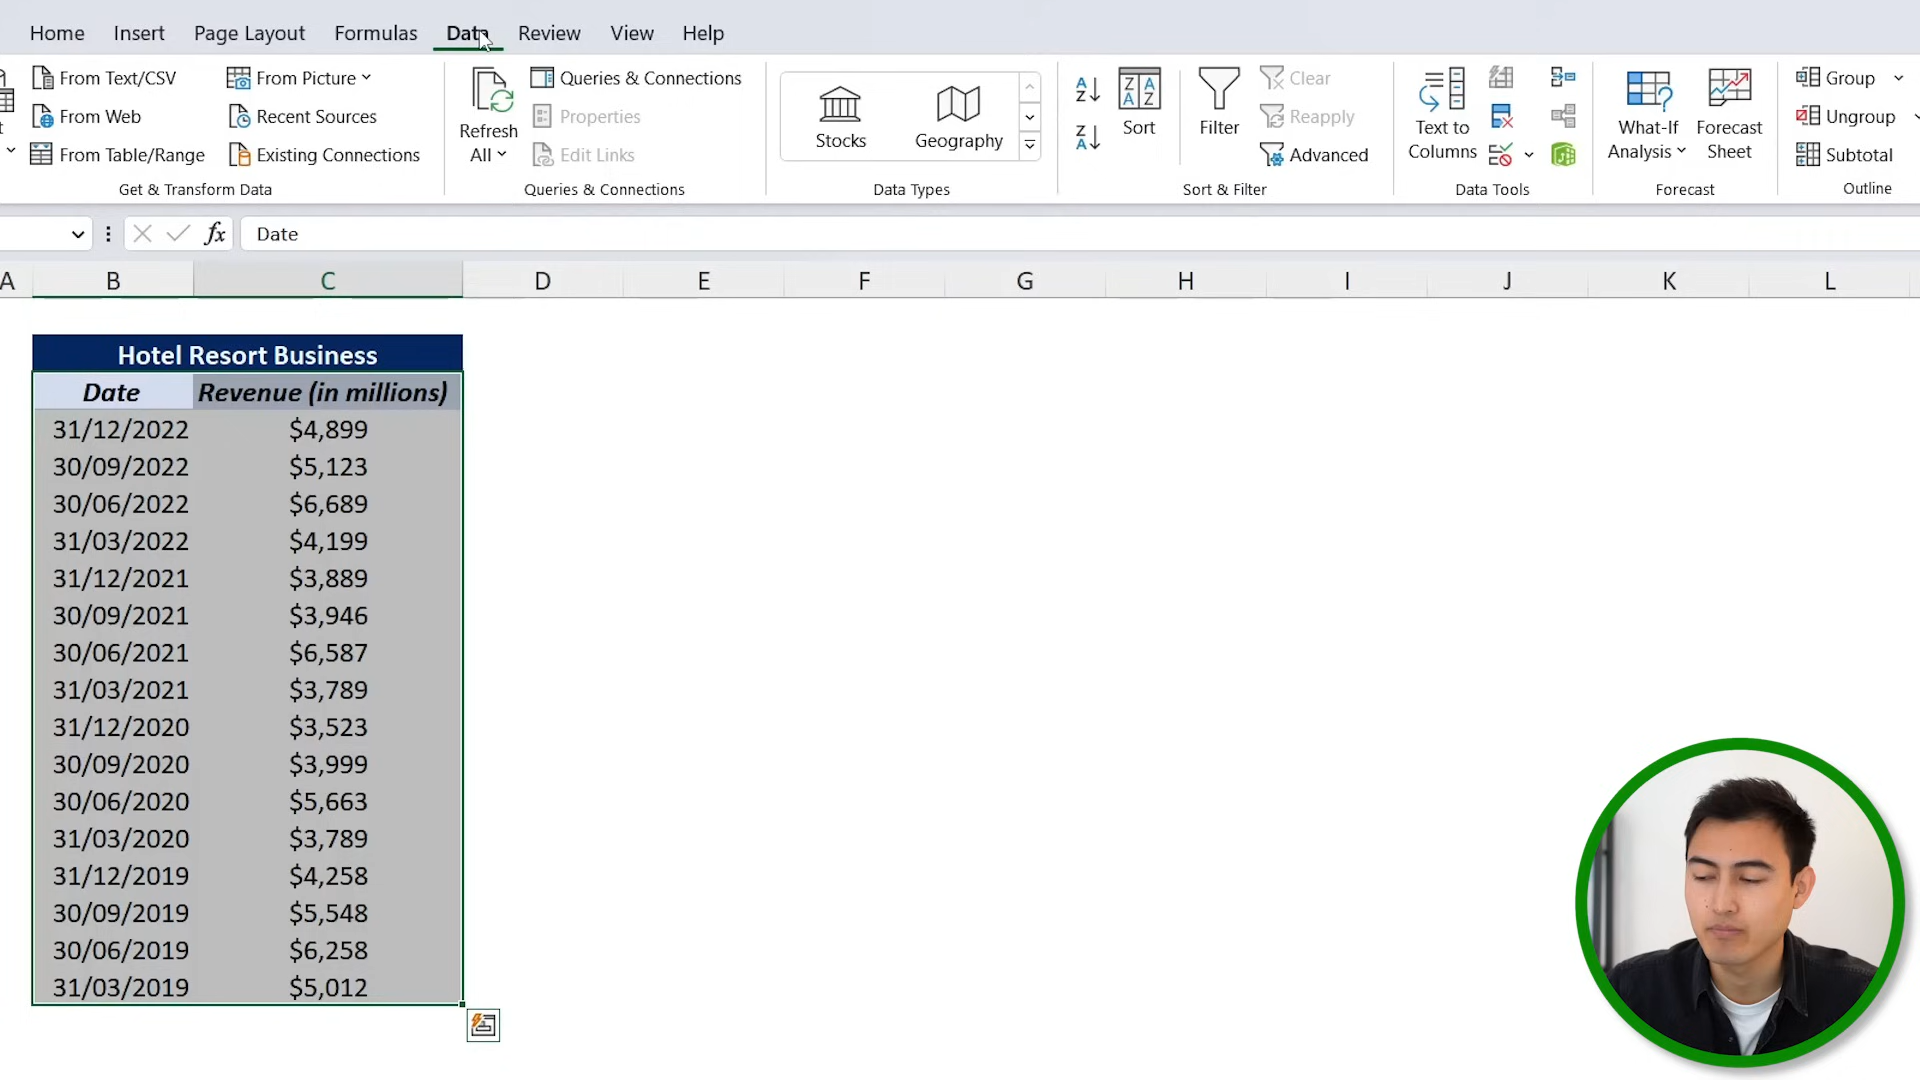 Home Insert Page Layout Formulas Data Review View Help
From Text/CSV
From Web
From Table/Range
From Picture
Recent Sources
Existing Connections
Get & Transform Data
Refresh
All
Queries & Connections
Properties
Edit Links
Queries & Connections
Stocks
Geography
Data Types
Sort
Filter
Clear
Reapply
Advanced
Sort & Filter
Text to
Columns
Data Tools
What-If
Analysis
Forecast
Sheet
Forecast
Group
Ungroup
Subtotal
Outline
fx Date
A B C D E F G H I J K L
Hotel Resort Business
Date Revenue (in millions)
31/12/2022 $4,899
30/09/2022 $5,123
30/06/2022 $6,689
31/03/2022 $4,199
31/12/2021 $3,889
30/09/2021 $3,946
30/06/2021 $6,587
31/03/2021 $3,789
31/12/2020 $3,523
30/09/2020 $3,999
30/06/2020 $5,663
31/03/2020 $3,789
31/12/2019 $4,258
30/09/2019 $5,548
30/06/2019 $6,258
31/03/2019 $5,012